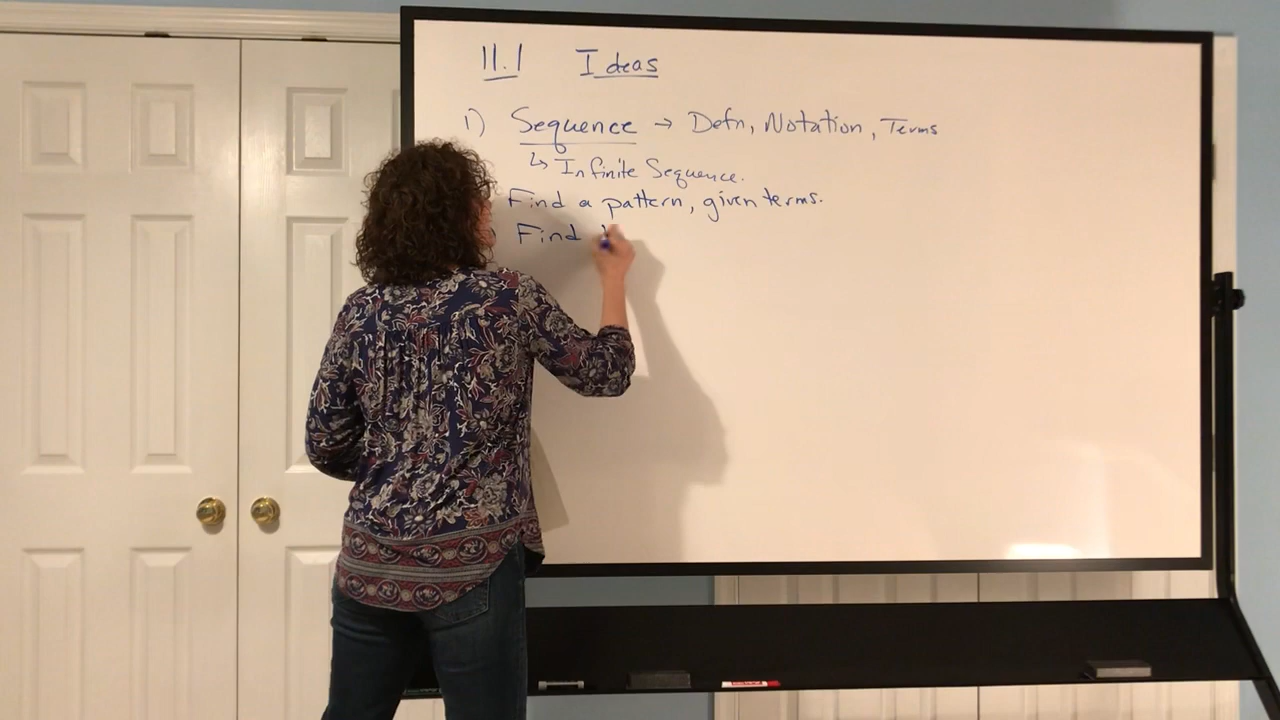 11.1 Ideas
1) Sequence → Defn, Notation, Terms
↳ Infinite Sequence.
Find a pattern, given terms.
) Find